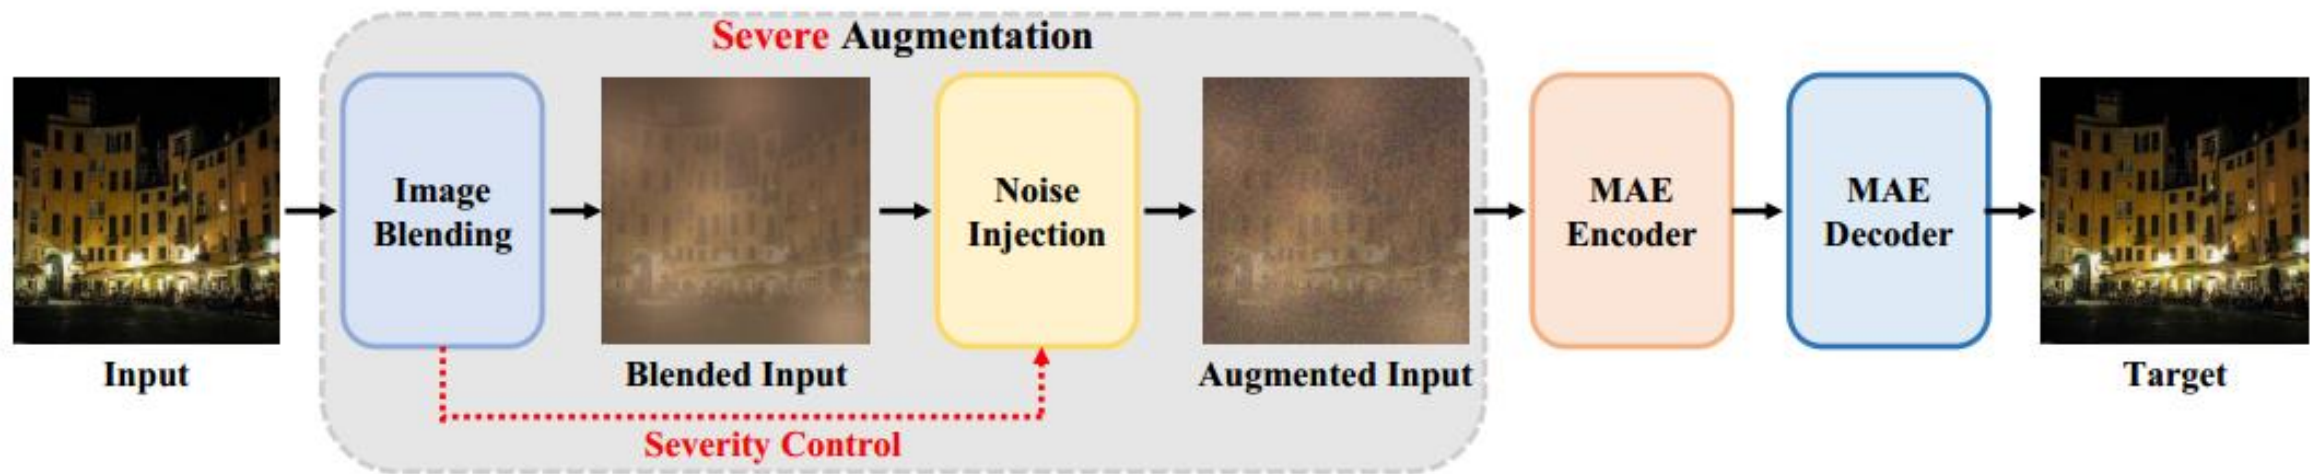 Severe Augmentation
Image
Blending
Noise
Injection
MAE
Encoder
MAE
Decoder
Input
Blended Input
Augmented Input
Target
Severity Control